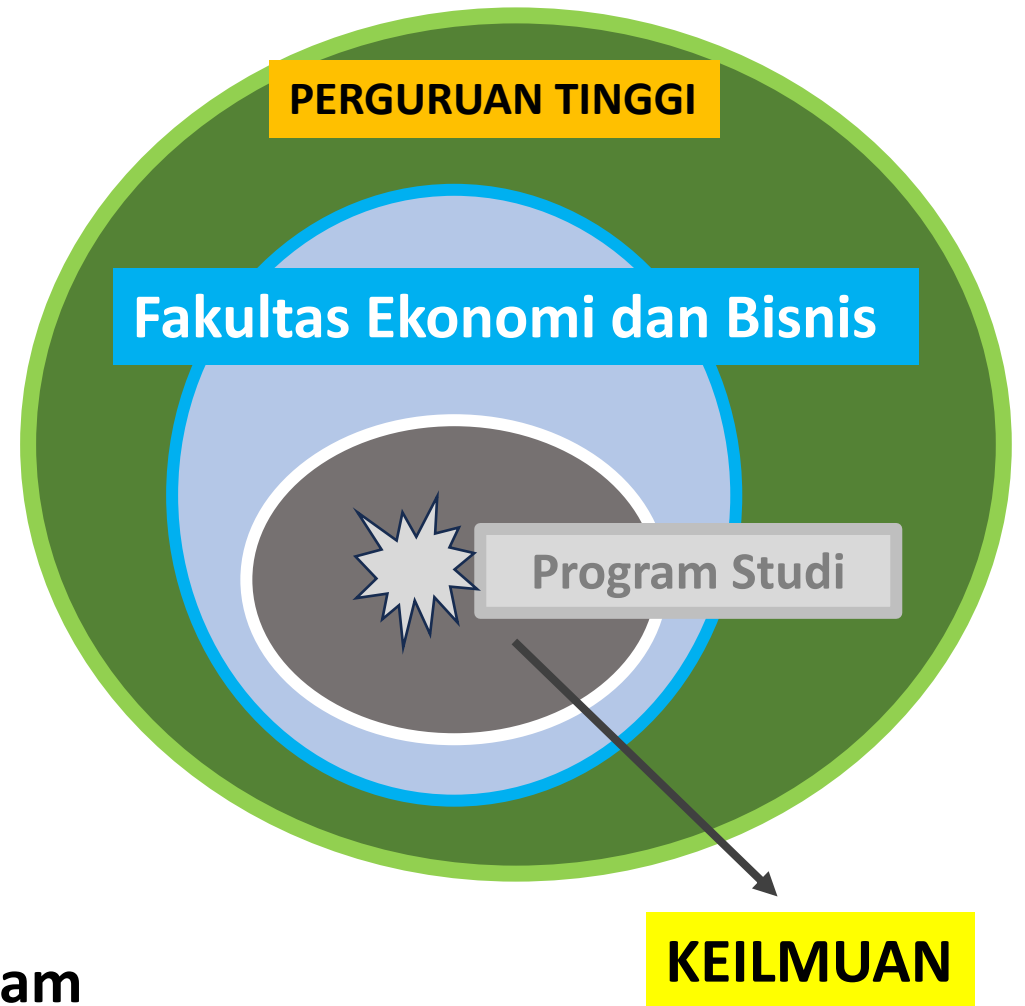 PERGURUAN TINGGI
Fakultas Ekonomi dan Bisnis
Program Studi
KEILMUAN
am